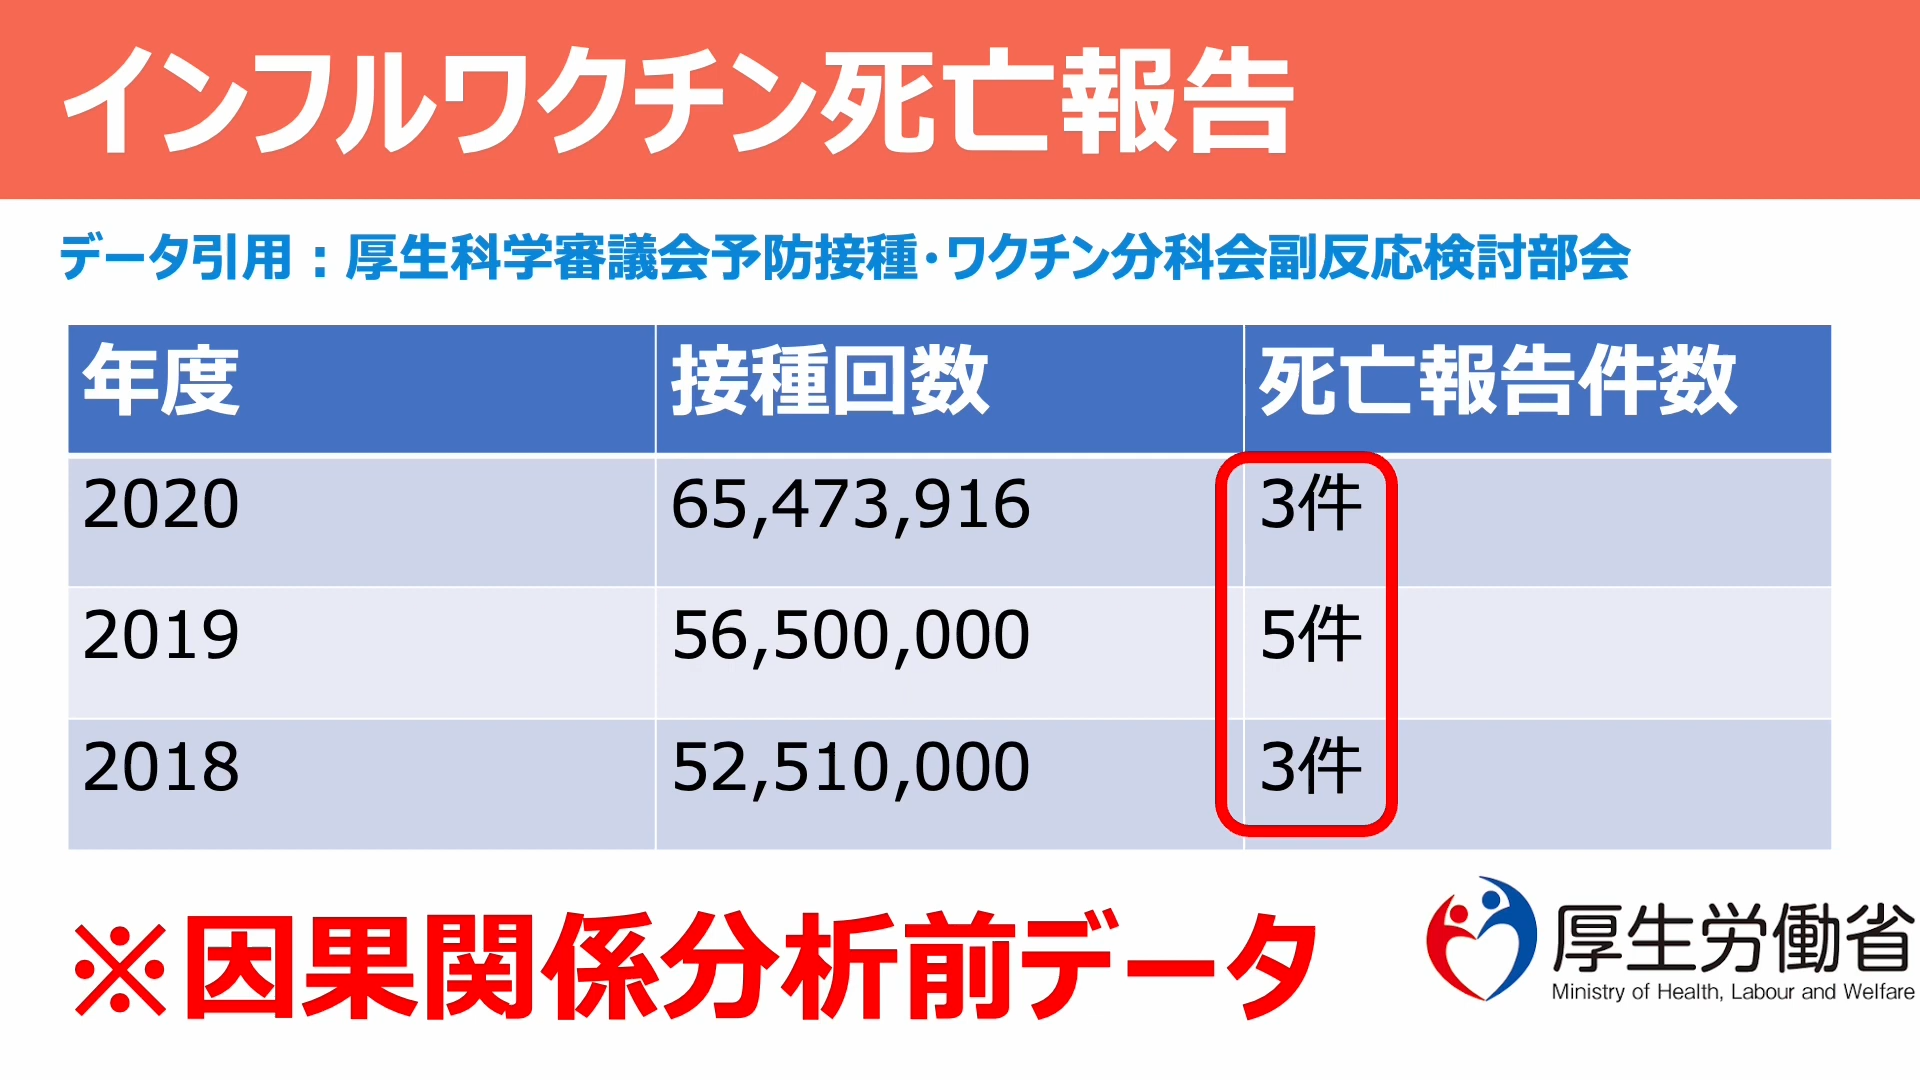 インフルワクチン死亡報告
データ引用：厚生科学審議会予防接種・ワクチン分科会副反応検討部会
年度 接種回数 死亡報告件数
2020 65,473,916 3件
2019 56,500,000 5件
2018 52,510,000 3件
※因果関係分析前データ
厚生労働省
Ministry of Health, Labour and Welfare